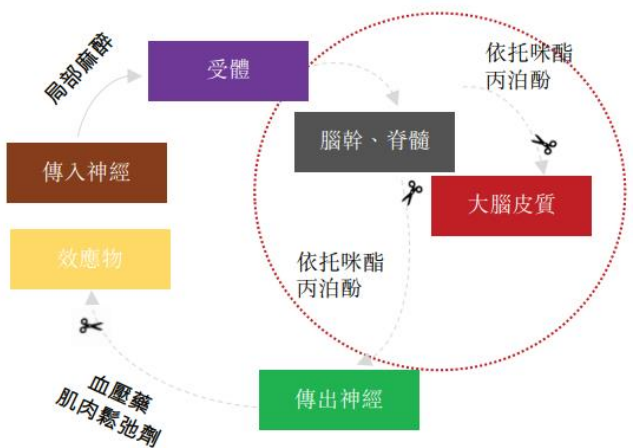 局部麻醉
受體
依托咪酯
丙泊酚
腦幹、脊髓
傳入神經
大腦皮質
效應物
依托咪酯
丙泊酚
血壓藥
肌肉鬆弛劑
傳出神經